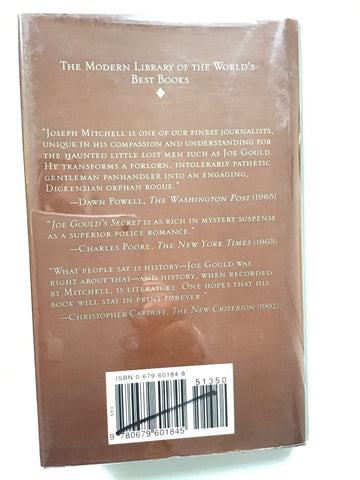 The Modern Library of the World's
Best Books
"Joseph Mitchell is one of our finest journalists,
unique in his compassion and understanding for
the haunted little lost men such as Joe Gould.
He transforms a forlorn, intolerably pathetic
gentleman panhandler into an engaging,
Dickensian orphan rogue."
—Dawn Powell, The Washington Post (1965)
"Joe Gould's Secret is as rich in mystery suspense
as a superior police romance."
—Charles Poore, The New York Times (1965)
"What people say is history—Joe Gould was
right about that—and history, when recorded
by Mitchell, is literature. One hopes that his
book will stay in print forever."
—Christopher Carduff, The New Criterion (1992)
ISBN 0-679-60184-8
51350
EAN
9 780679 601845